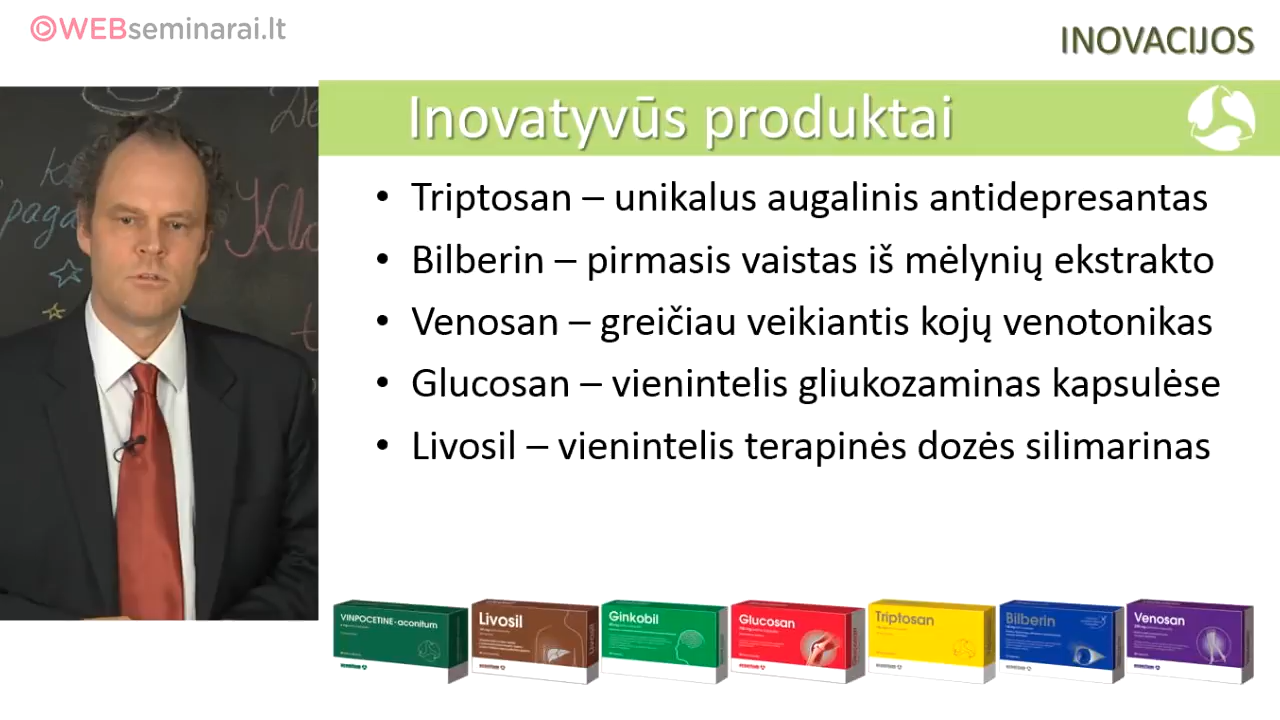 ©WEBseminarai.lt
INOVACIJOS
Inovatyvūs produktai
• Triptosan – unikalus augalinis antidepresantas
• Bilberin – pirmasis vaistas iš mėlynių ekstrakto
• Venosan – greičiau veikiantis kojų venotonikas
• Glucosan – vienintelis gliukozaminas kapsulėse
• Livosil – vienintelis terapinės dozės silimarinas
VINPOCETINE-aconitum
Livosil
Livosil
Ginkobil
Glucosan
Triptosan
Bilberin
Venosan